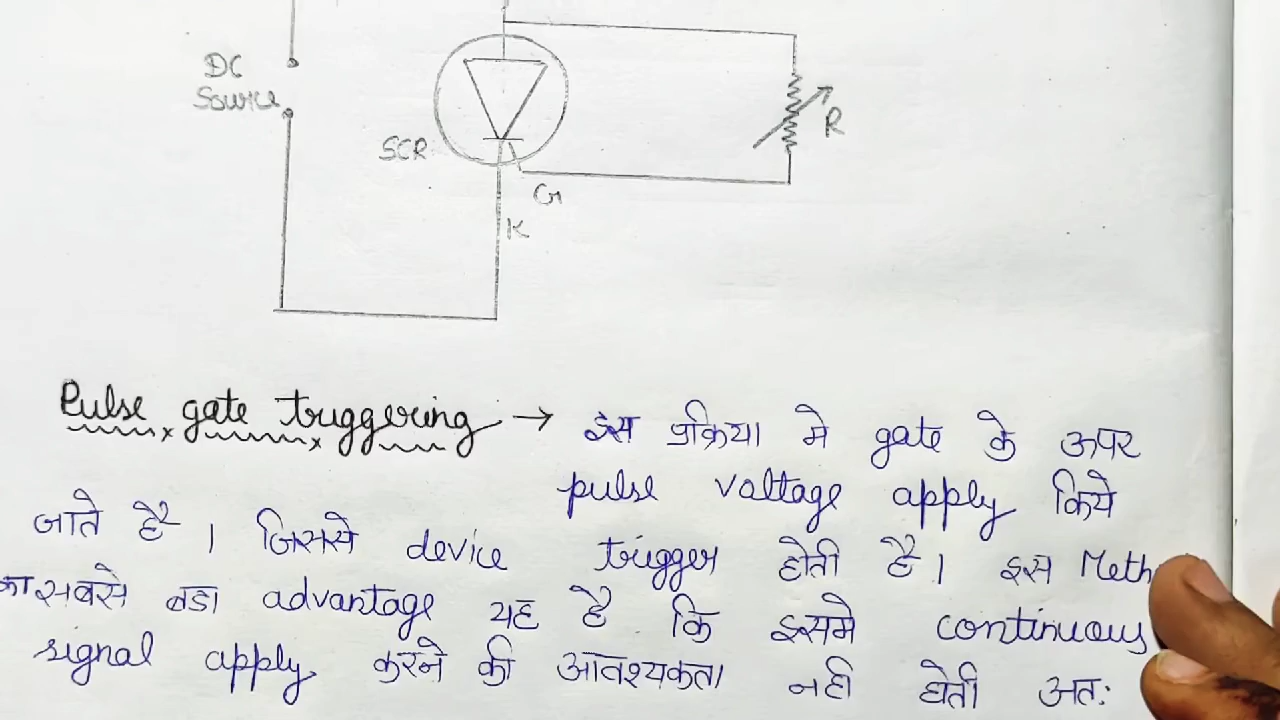 DC
Source
R
SCR
G
K
Pulse gate triggering → इस प्रक्रिया मे gate के ऊपर
pulse voltage apply किये
जाते है । जिससे device trigger होती है। इस Meth
का सबसे बडा advantage यह है कि इसमे continuous
signal apply करने की आवश्यकता नही होती अतः